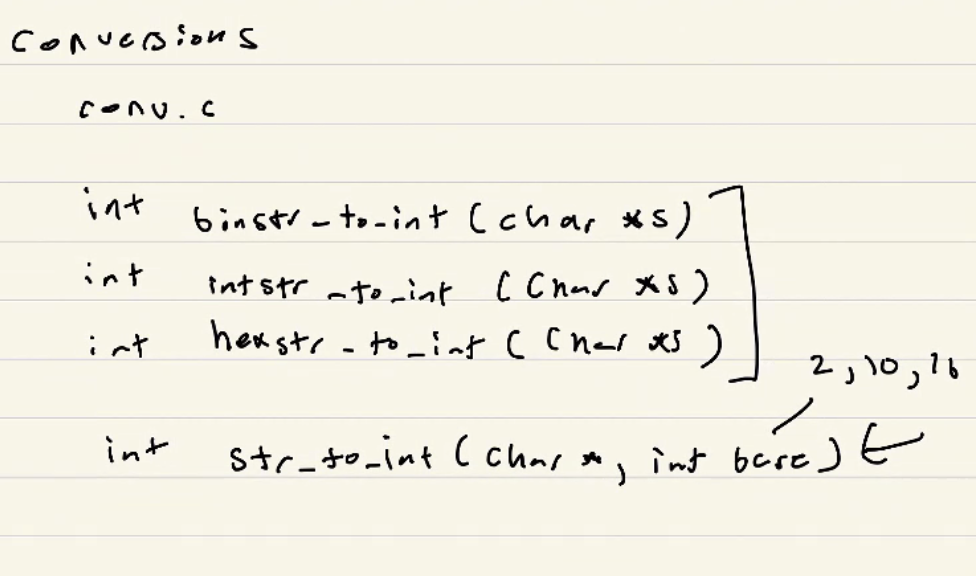 Conversions
conv.c
int binstr_to_int (char *s)
int intstr_to_int (char *s)
int hexstr_to_int (char *s)
2, 10, 16
int str_to_int (char *, int base)